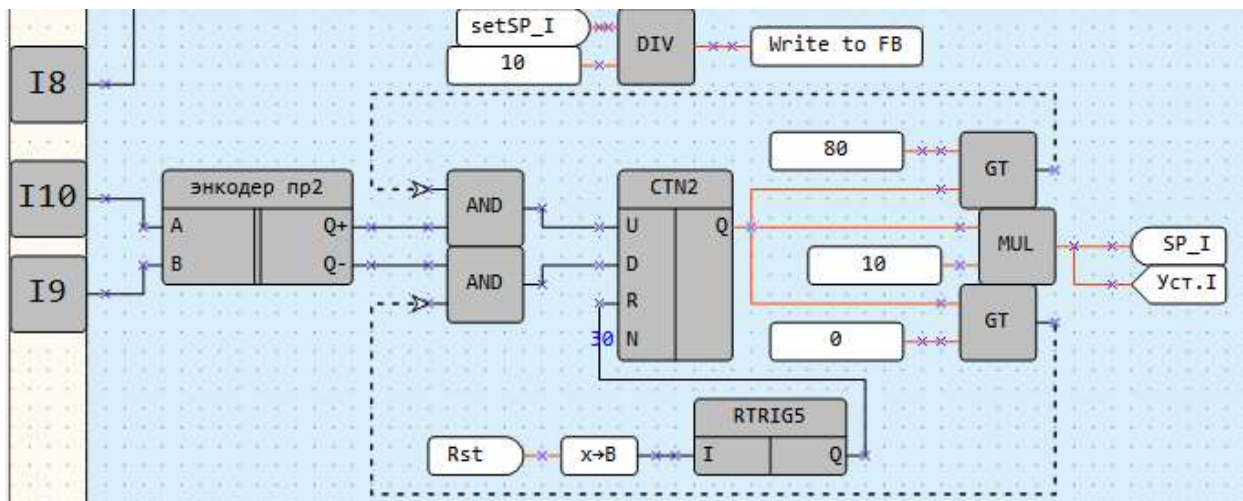 setSP_I
DIV
Write to FB
10
I8
80
GT
I10
энкодер пр2
CTN2
AND
A
Q+
U
Q
MUL
SP_I
B
Q-
AND
D
10
Уст.I
I9
R
GT
30
N
0
RTRIG5
Rst
x→B
I
Q